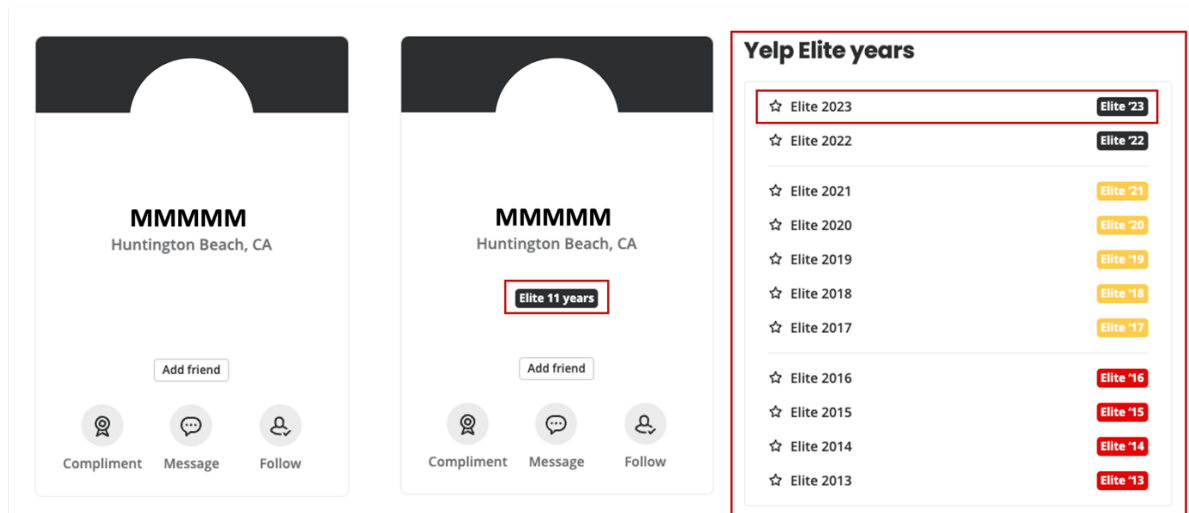 MMMMM
Huntington Beach, CA
Add friend
Compliment Message Follow
MMMMM
Huntington Beach, CA
Elite 11 years
Add friend
Compliment Message Follow
Yelp Elite years
Elite 2023 Elite '23
Elite 2022 Elite '22
Elite 2021 Elite '21
Elite 2020 Elite '20
Elite 2019 Elite '19
Elite 2018 Elite '18
Elite 2017 Elite '17
Elite 2016 Elite '16
Elite 2015 Elite '15
Elite 2014 Elite '14
Elite 2013 Elite '13